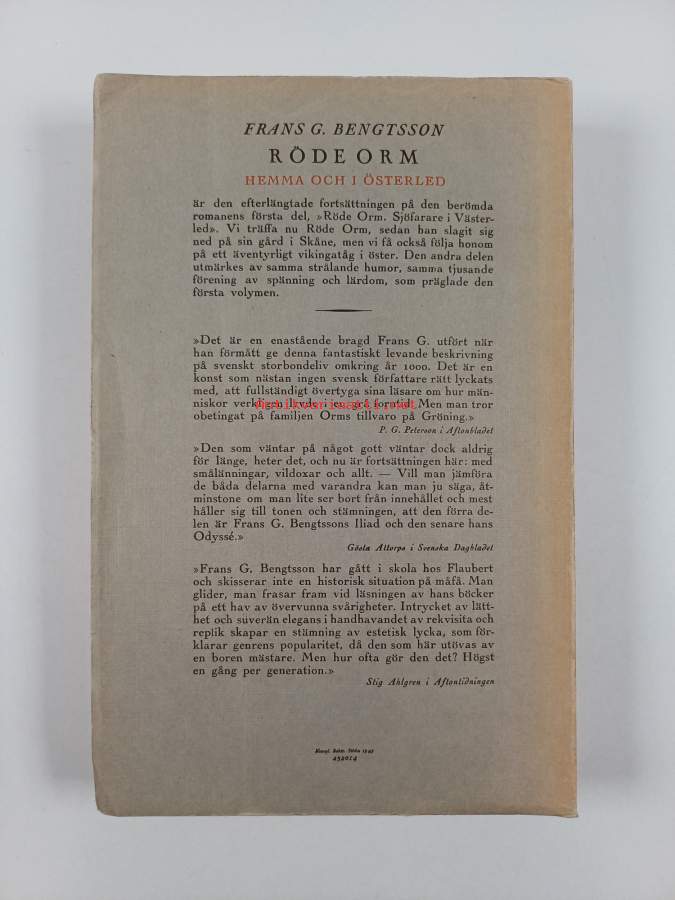 FRANS G. BENGTSSON
RÖDE ORM
HEMMA OCH I ÖSTERLED
är den efterlängtade fortsättningen på den berömda
romanens första del, »Röde Orm. Sjöfarare i Väster-
led». Vi träffa nu Röde Orm, sedan han slagit sig
ned på sin gård i Skåne, men vi få också följa honom
på ett äventyrligt vikingatåg i öster. Den andra delen
utmärkes av samma strålande humor, samma tjusande
förening av spänning och lärdom, som präglade den
första volymen.
»Det är en enastående bragd Frans G. utfört när
han förmått ge denna fantastiskt levande beskrivning
på svenskt storbondeliv omkring år 1000. Det är en
konst som nästan ingen svensk författare rätt lyckats
med, att fullständigt övertyga sina läsare om hur män-
niskor verkligen levde i en grå forntid. Men man tror
obetingat på familjen Orms tillvaro på Gröning.»
P. G. Peterson i Aftonbladet
»Den som väntar på något gott väntar dock aldrig
för länge, heter det, och nu är fortsättningen här: med
smålänningar, vildoxar och allt. — Vill man jämföra
de båda delarna med varandra kan man ju säga, åt-
minstone om man lite ser bort från innehållet och mest
håller sig till tonen och stämningen, att den förra de-
len är Frans G. Bengtssons Iliad och den senare hans
Odyssé.»
Gösta Attorps i Svenska Dagbladet
»Frans G. Bengtsson har gått i skola hos Flaubert
och skisserar inte en historisk situation på måfå. Man
glider, man frasar fram vid läsningen av hans böcker
på ett hav av övervunna svårigheter. Intrycket av lätt-
het och suverän elegans i handhavandet av rekvisita och
replik skapar en stämning av estetisk lycka, som för-
klarar genrens popularitet, då den som här utövas av
en boren mästare. Men hur ofta gör den det? Högst
en gång per generation.»
Stig Ahlgren i Aftontidningen
452024